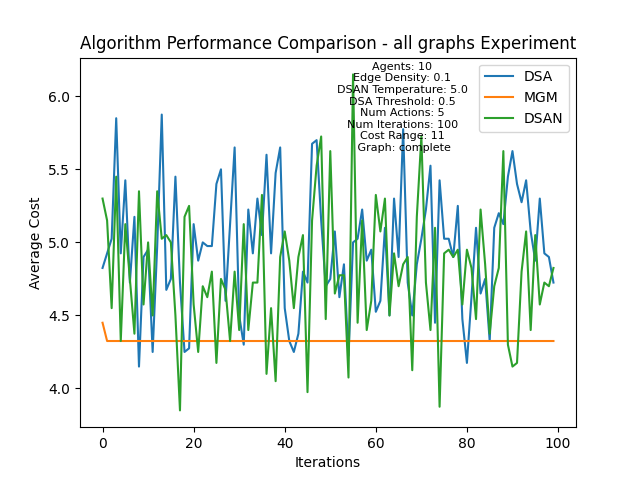 Algorithm Performance Comparison - all graphs Experiment
Agents: 10
Edge Density: 0.1
DSAN Temperature: 5.0
DSA Threshold: 0.5
Num Actions: 5
Num Iterations: 100
Cost Range: 11
Graph: complete
DSA
MGM
DSAN
Average Cost
6.0
5.5
5.0
4.5
4.0
0 20 40 60 80 100
Iterations